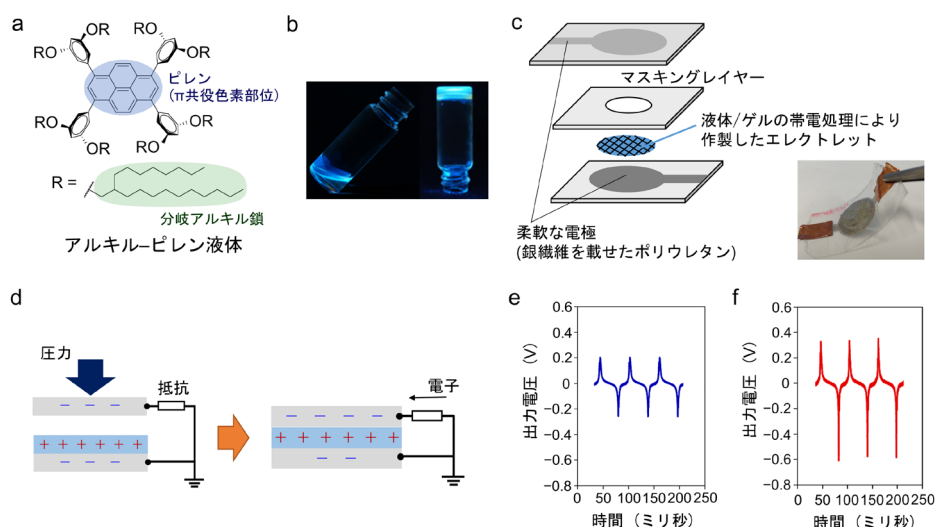 a
OR
OR
RO
OR
RO
OR
ピレン
(π共役色素部位)
RO
OR
OR
OR
R =
分岐アルキル鎖
アルキル–ピレン液体
b
c
マスキングレイヤー
液体/ゲルの帯電処理により
作製したエレクトレット
柔軟な電極
(銀繊維を載せたポリウレタン)
d
圧力
抵抗
− − −
+ + + + + +
− − −
電子
− − − − −
+ + + + + +
− −
e
出力電圧 (V)
0.6
0.4
0.2
0
−0.2
−0.4
−0.6
−0.8
0 50 100 150 200 250
時間 (ミリ秒)
f
出力電圧 (V)
0.6
0.4
0.2
0
−0.2
−0.4
−0.6
−0.8
0 50 100 150 200 250
時間 (ミリ秒)